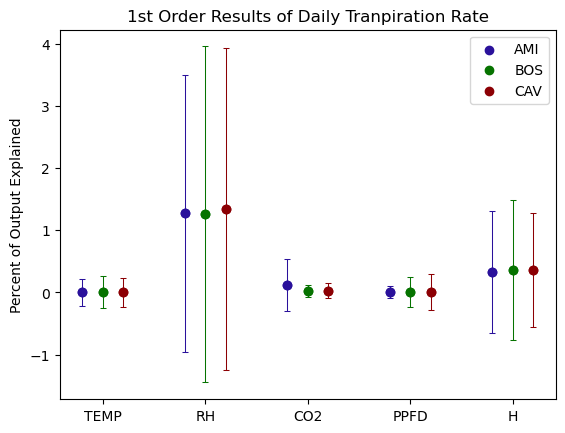 1st Order Results of Daily Tranpiration Rate
AMI
BOS
CAV
Percent of Output Explained
4
3
2
1
0
−1
TEMP RH CO2 PPFD H